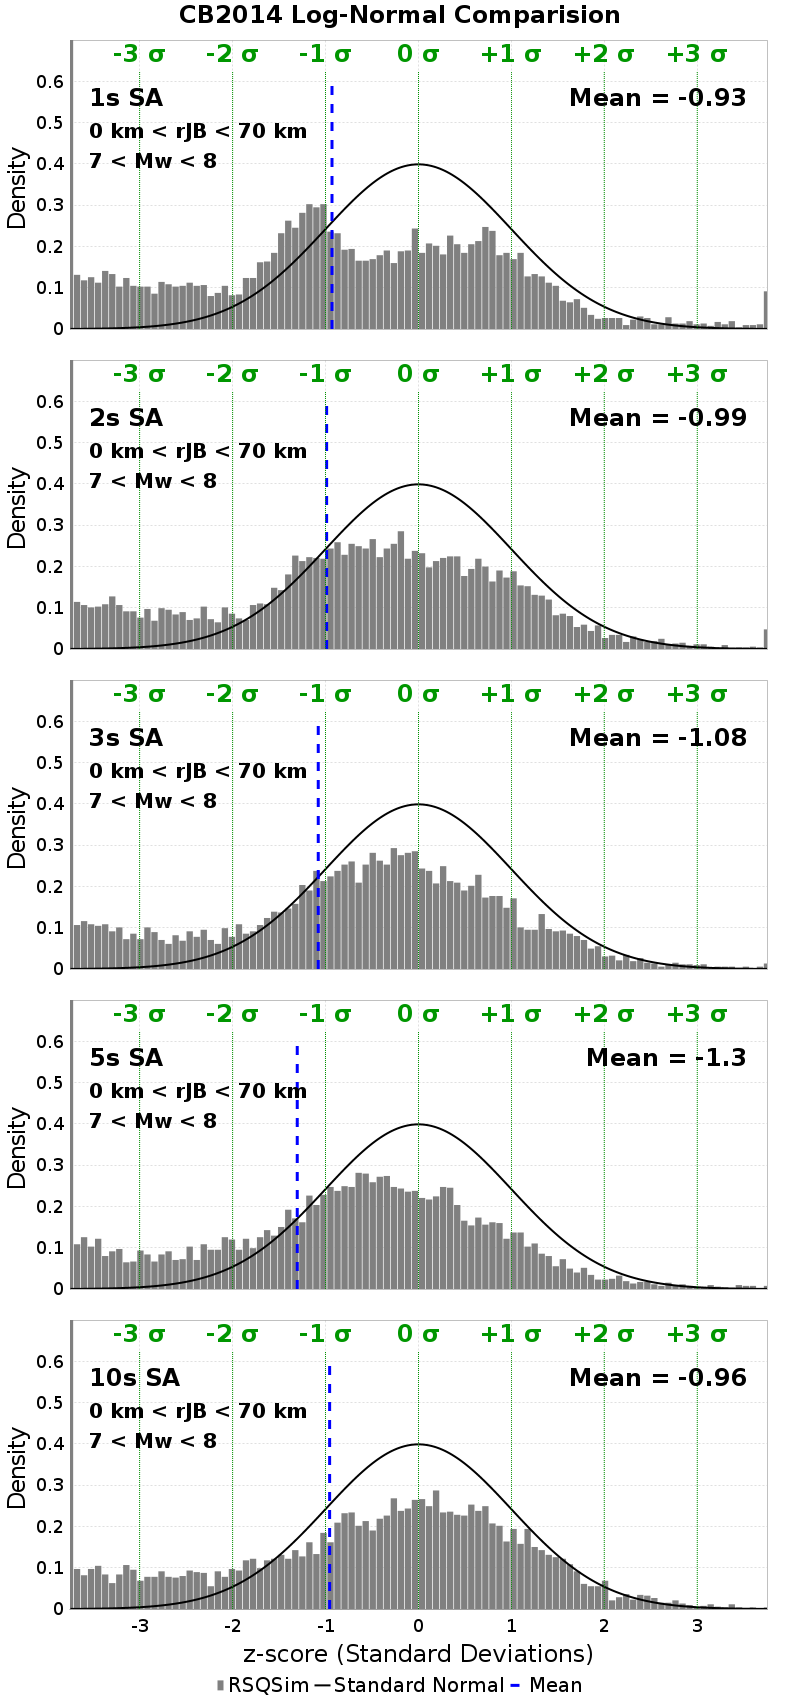 CB2014 Log-Normal Comparision
-3 σ -2 σ -1 σ 0 σ +1 σ +2 σ +3 σ
1s SA Mean = -0.93
0 km < rJB < 70 km
7 < Mw < 8
Density
0.6
0.5
0.4
0.3
0.2
0.1
0
-3 σ -2 σ -1 σ 0 σ +1 σ +2 σ +3 σ
2s SA Mean = -0.99
0 km < rJB < 70 km
7 < Mw < 8
Density
0.6
0.5
0.4
0.3
0.2
0.1
0
-3 σ -2 σ -1 σ 0 σ +1 σ +2 σ +3 σ
3s SA Mean = -1.08
0 km < rJB < 70 km
7 < Mw < 8
Density
0.6
0.5
0.4
0.3
0.2
0.1
0
-3 σ -2 σ -1 σ 0 σ +1 σ +2 σ +3 σ
5s SA Mean = -1.3
0 km < rJB < 70 km
7 < Mw < 8
Density
0.6
0.5
0.4
0.3
0.2
0.1
0
-3 σ -2 σ -1 σ 0 σ +1 σ +2 σ +3 σ
10s SA Mean = -0.96
0 km < rJB < 70 km
7 < Mw < 8
Density
0.6
0.5
0.4
0.3
0.2
0.1
0
-3 -2 -1 0 1 2 3
z-score (Standard Deviations)
RSQSim Standard Normal Mean